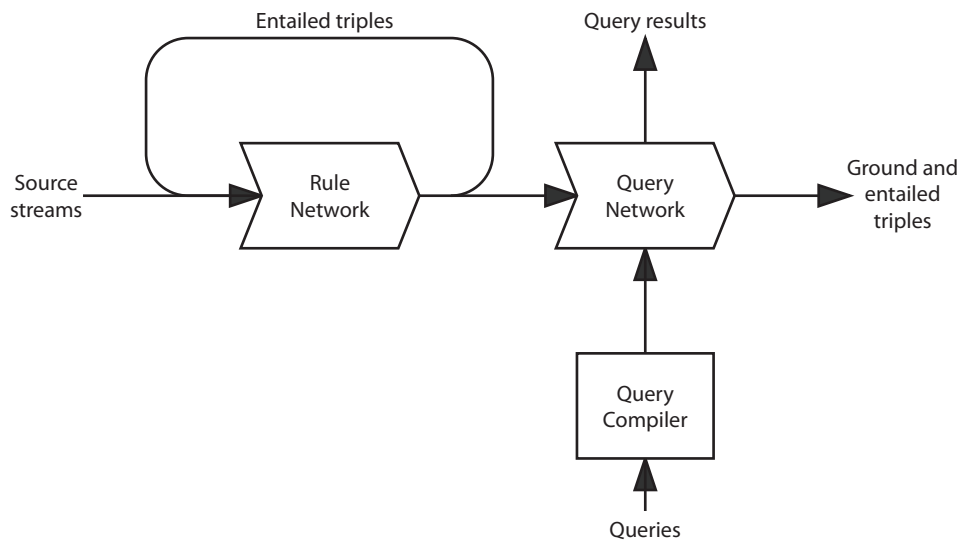 Entailed triples
Query results
Source
streams
Rule
Network
Query
Network
Ground and
entailed
triples
Query
Compiler
Queries